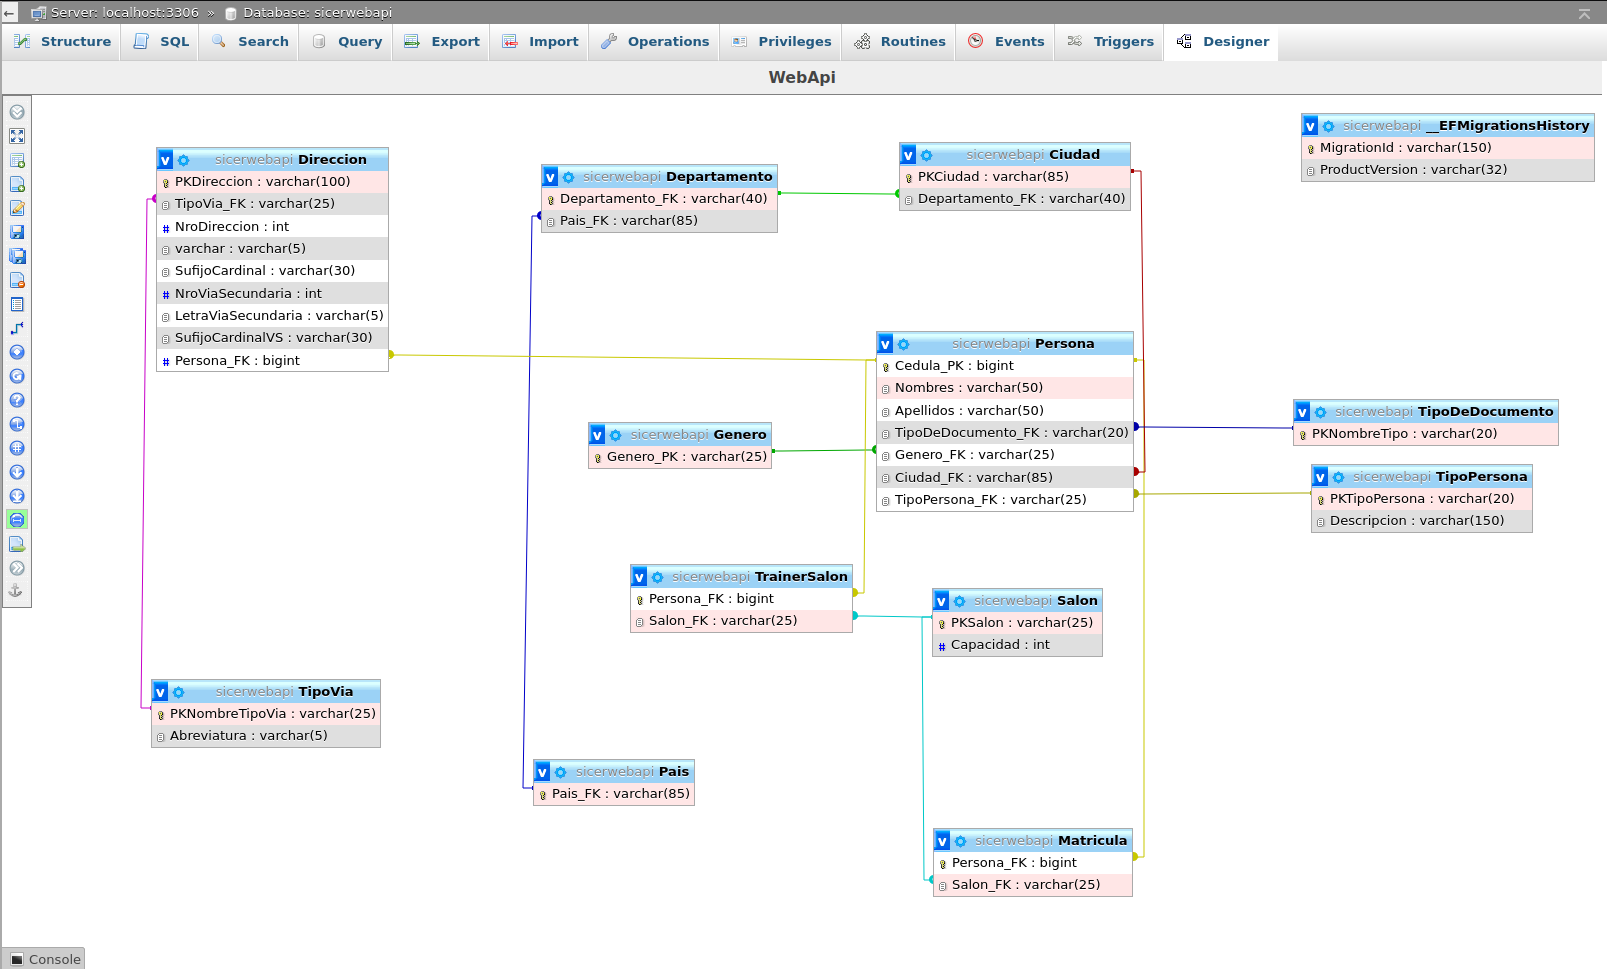 ← Server: localhost:3306 » Database: sicerwebapi
Structure SQL Search Query Export Import Operations Privileges Routines Events Triggers Designer
WebApi
sicerwebapi Direccion
PKDireccion : varchar(100)
TipoVia_FK : varchar(25)
# NroDireccion : int
varchar : varchar(5)
SufijoCardinal : varchar(30)
# NroViaSecundaria : int
LetraViaSecundaria : varchar(5)
SufijoCardinalVS : varchar(30)
# Persona_FK : bigint
v sicerwebapi Departamento
Departamento_FK : varchar(40)
Pais_FK : varchar(85)
v sicerwebapi Ciudad
PKCiudad : varchar(85)
Departamento_FK : varchar(40)
v sicerwebapi __EFMigrationsHistory
MigrationId : varchar(150)
ProductVersion : varchar(32)
v sicerwebapi Persona
Cedula_PK : bigint
Nombres : varchar(50)
Apellidos : varchar(50)
TipoDeDocumento_FK : varchar(20)
Genero_FK : varchar(25)
Ciudad_FK : varchar(85)
TipoPersona_FK : varchar(25)
v sicerwebapi Genero
Genero_PK : varchar(25)
v sicerwebapi TipoDeDocumento
PKNombreTipo : varchar(20)
v sicerwebapi TipoPersona
PKTipoPersona : varchar(20)
Descripcion : varchar(150)
v sicerwebapi TrainerSalon
Persona_FK : bigint
Salon_FK : varchar(25)
v sicerwebapi Salon
PKSalon : varchar(25)
# Capacidad : int
v sicerwebapi TipoVia
PKNombreTipoVia : varchar(25)
Abreviatura : varchar(5)
v sicerwebapi Pais
Pais_FK : varchar(85)
v sicerwebapi Matricula
Persona_FK : bigint
Salon_FK : varchar(25)
Console